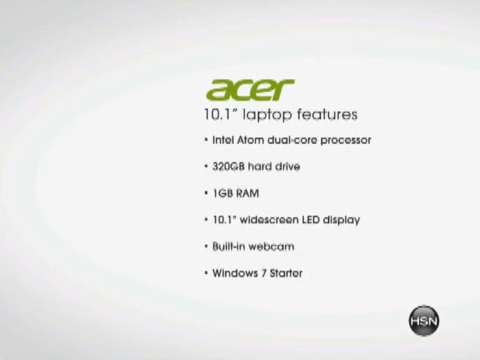 acer
10.1" laptop features
• Intel Atom dual-core processor
• 320GB hard drive
• 1GB RAM
• 10.1" widescreen LED display
• Built-in webcam
• Windows 7 Starter
HSN